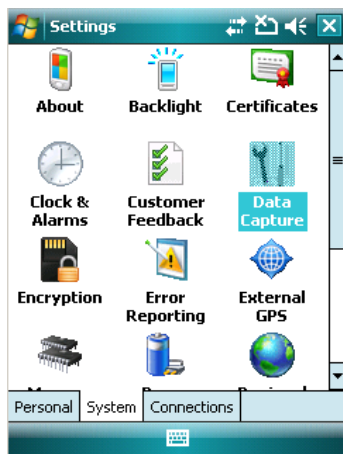 Settings
About Backlight Certificates
Clock & Customer Data
Alarms Feedback Capture
Encryption Error External
Reporting GPS
Personal System Connections